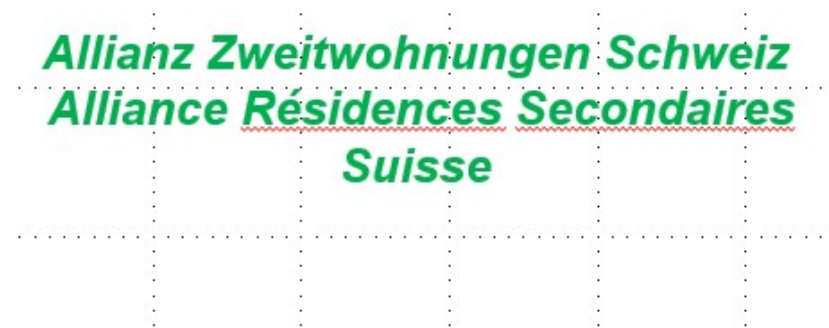 Allianz Zweitwohnungen Schweiz
Alliance Résidences Secondaires
Suisse